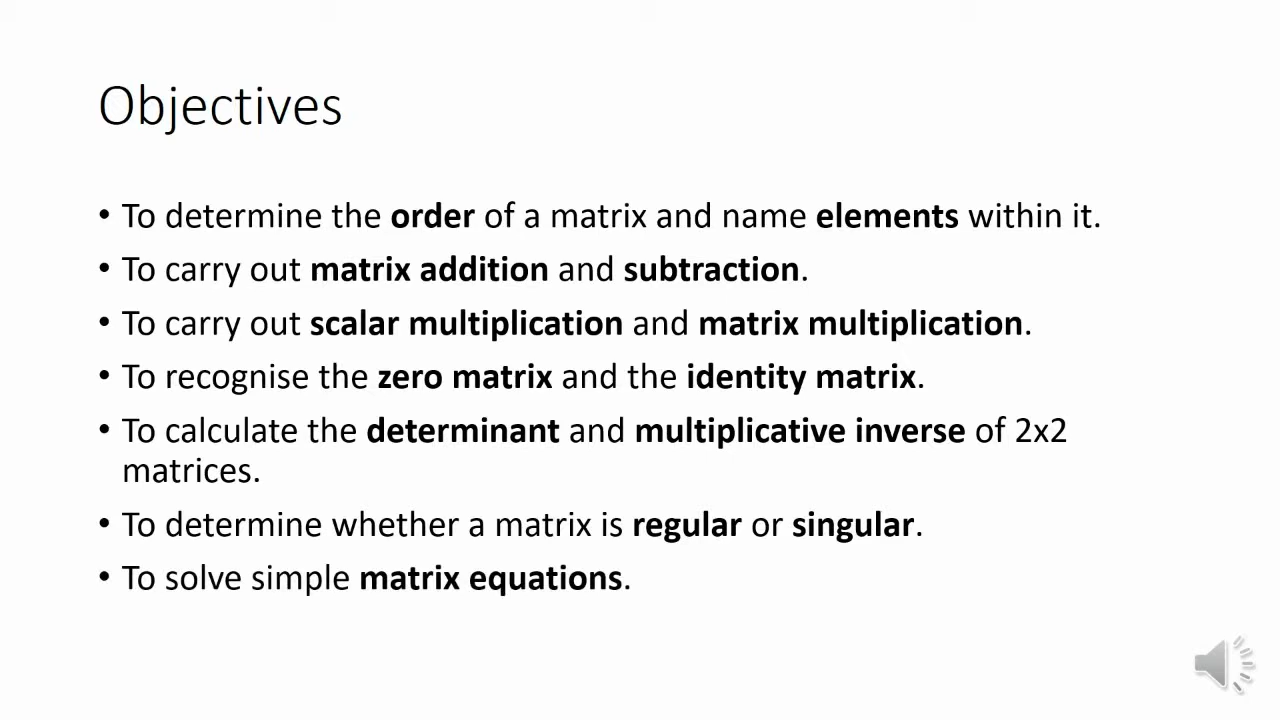 Objectives
• To determine the order of a matrix and name elements within it.
• To carry out matrix addition and subtraction.
• To carry out scalar multiplication and matrix multiplication.
• To recognise the zero matrix and the identity matrix.
• To calculate the determinant and multiplicative inverse of 2x2
matrices.
• To determine whether a matrix is regular or singular.
• To solve simple matrix equations.